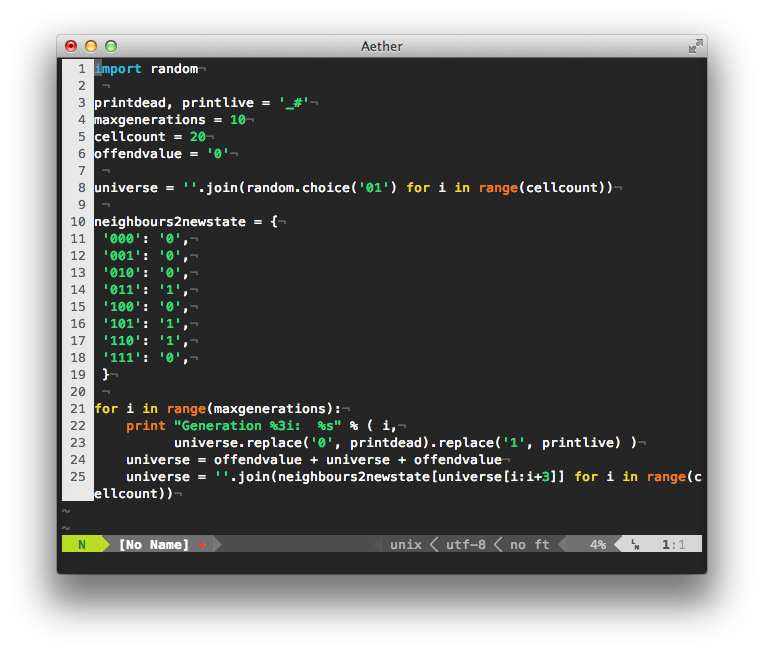 Aether
1 import random¬
2 ¬
3 printdead, printlive = '_#'¬
4 maxgenerations = 10¬
5 cellcount = 20¬
6 offendvalue = '0'¬
7 ¬
8 universe = ''.join(random.choice('01') for i in range(cellcount))¬
9 ¬
10 neighbours2newstate = {¬
11  '000': '0',¬
12  '001': '0',¬
13  '010': '0',¬
14  '011': '1',¬
15  '100': '0',¬
16  '101': '1',¬
17  '110': '1',¬
18  '111': '0',¬
19  }¬
20 ¬
21 for i in range(maxgenerations):¬
22     print "Generation %3i:  %s" % ( i,¬
23           universe.replace('0', printdead).replace('1', printlive) )¬
24     universe = offendvalue + universe + offendvalue¬
25     universe = ''.join(neighbours2newstate[universe[i:i+3]] for i in range(c
ellcount))¬
~
~
N [No Name] + unix < utf-8 < no ft 4% LN 1:1